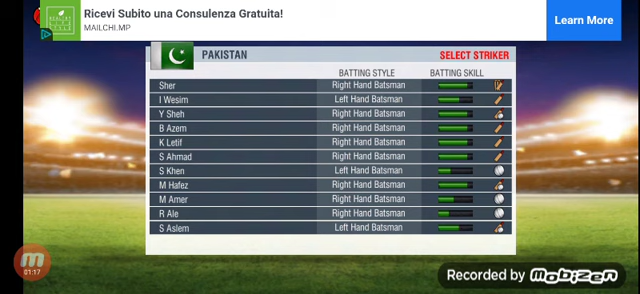 Ricevi Subito una Consulenza Gratuita!
MAILCHI.MP
Learn More
PAKISTAN
SELECT STRIKER
BATTING STYLE BATTING SKILL
Sher Right Hand Batsman
I Wesim Left Hand Batsman
Y Sheh Right Hand Batsman
B Azem Right Hand Batsman
K Letif Right Hand Batsman
S Ahmad Right Hand Batsman
S Khen Left Hand Batsman
M Hafez Right Hand Batsman
M Amer Right Hand Batsman
R Ale Right Hand Batsman
S Aslem Left Hand Batsman
01:17
Recorded by Mobizen